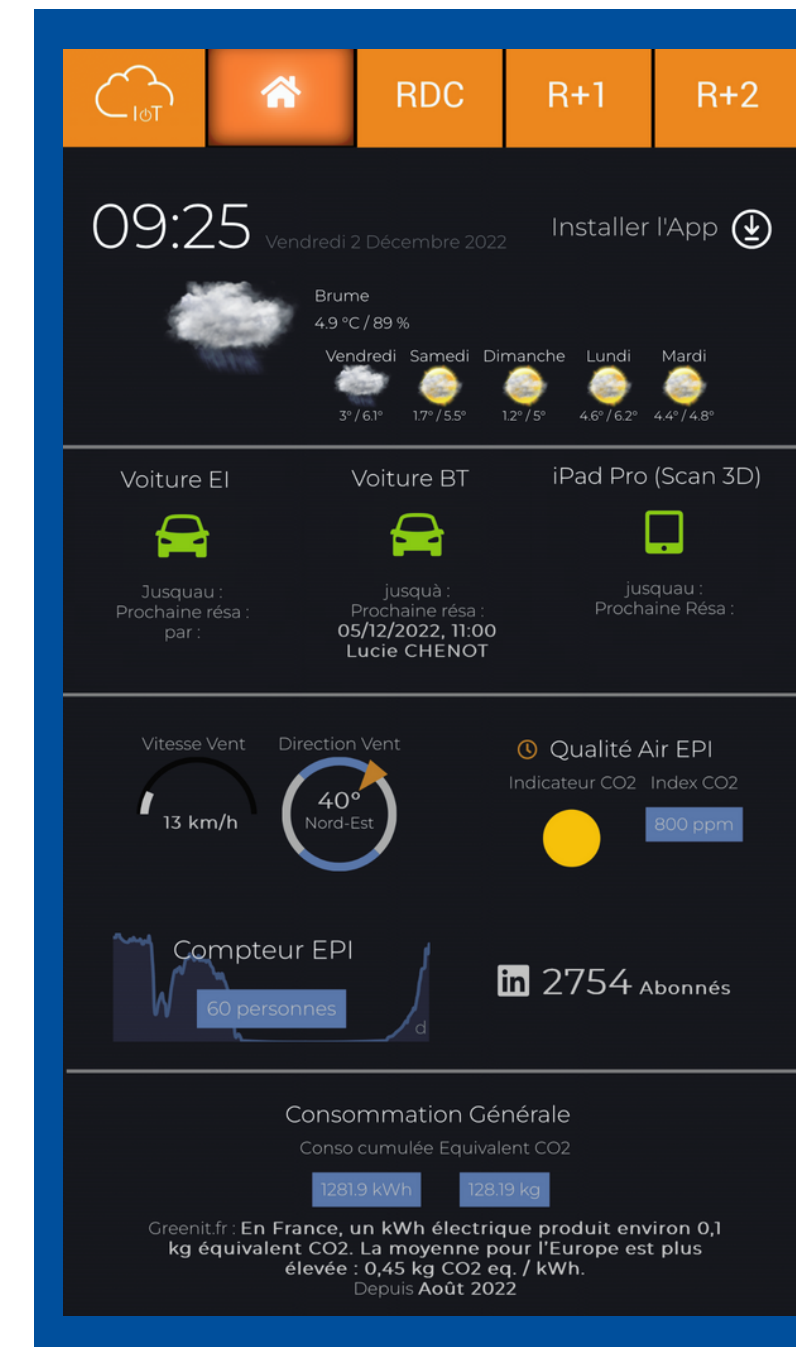 IoT
RDC
R+1
R+2
09:25 Vendredi 2 Décembre 2022
Installer l'App
Brume
4.9 °C / 89 %
Vendredi Samedi Dimanche Lundi Mardi
3° / 6.1° 1.7° / 5.5° 1.2° / 5° 4.6° / 6.2° 4.4° / 4.8°
Voiture EI
Jusquau :
Prochaine résa :
par :
Voiture BT
jusquà :
Prochaine résa :
05/12/2022, 11:00
Lucie CHENOT
iPad Pro (Scan 3D)
jusquau :
Prochaine Résa :
Vitesse Vent
13 km/h
Direction Vent
40°
Nord-Est
Qualité Air EPI
Indicateur CO2 Index CO2
800 ppm
Compteur EPI
60 personnes
d
in 2754 Abonnés
Consommation Générale
Conso cumulée Equivalent CO2
1281.9 kWh 128.19 kg
Greenit.fr : En France, un kWh électrique produit environ 0,1
kg équivalent CO2. La moyenne pour l'Europe est plus
élevée : 0,45 kg CO2 eq. / kWh.
Depuis Août 2022